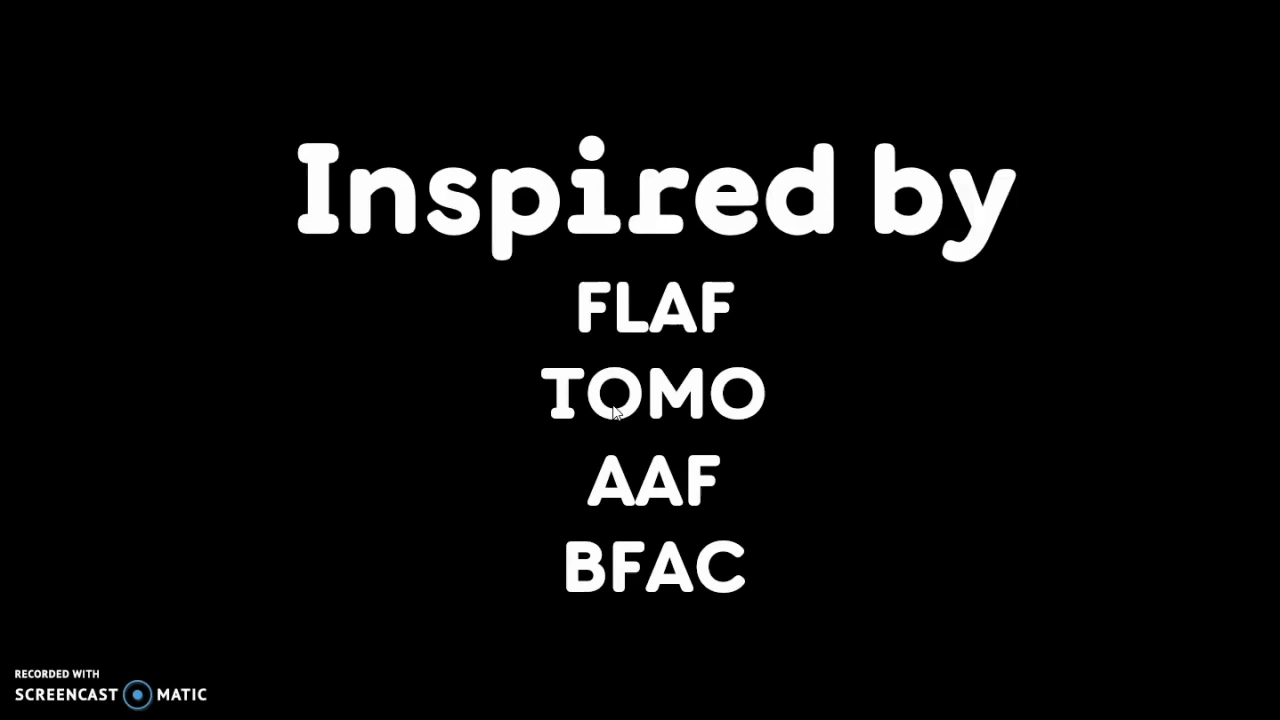 Inspired by
FLAF
TOMO
AAF
BFAC
RECORDED WITH
SCREENCAST MATIC